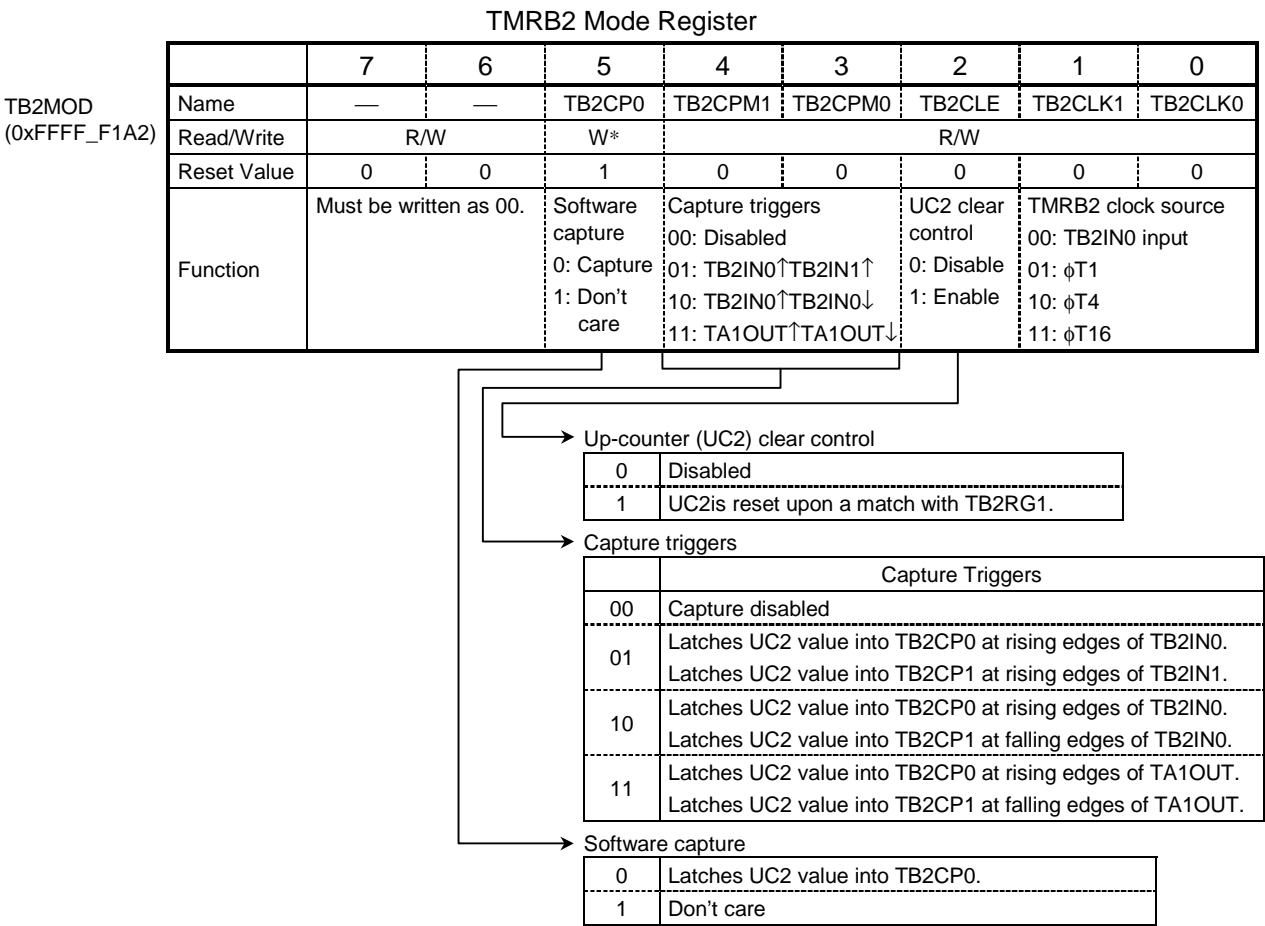 TMRB2 Mode Register
TB2MOD
(0xFFFF_F1A2)
7 6 5 4 3 2 1 0
Name — — TB2CP0 TB2CPM1 TB2CPM0 TB2CLE TB2CLK1 TB2CLK0
Read/Write R/W W* R/W
Reset Value 0 0 1 0 0 0 0 0
Function
Must be written as 00.
Software
capture
0: Capture
1: Don't
care
Capture triggers
00: Disabled
01: TB2IN0↑TB2IN1↑
10: TB2IN0↑TB2IN0↓
11: TA1OUT↑TA1OUT↓
UC2 clear
control
0: Disable
1: Enable
TMRB2 clock source
00: TB2IN0 input
01: ϕT1
10: ϕT4
11: ϕT16
Up-counter (UC2) clear control
0 Disabled
1 UC2is reset upon a match with TB2RG1.
Capture triggers
Capture Triggers
00 Capture disabled
01
Latches UC2 value into TB2CP0 at rising edges of TB2IN0.
Latches UC2 value into TB2CP1 at rising edges of TB2IN1.
10
Latches UC2 value into TB2CP0 at rising edges of TB2IN0.
Latches UC2 value into TB2CP1 at falling edges of TB2IN0.
11
Latches UC2 value into TB2CP0 at rising edges of TA1OUT.
Latches UC2 value into TB2CP1 at falling edges of TA1OUT.
Software capture
0 Latches UC2 value into TB2CP0.
1 Don't care